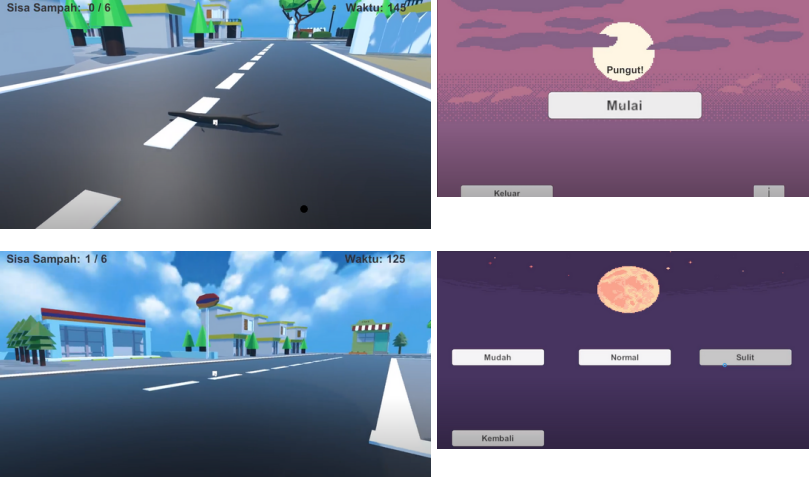 Sisa Sampah: 0 / 6
Waktu: 145
Pungut!
Mulai
Keluar
i
Sisa Sampah: 1 / 6
Waktu: 125
Mudah
Normal
Sulit
Kembali